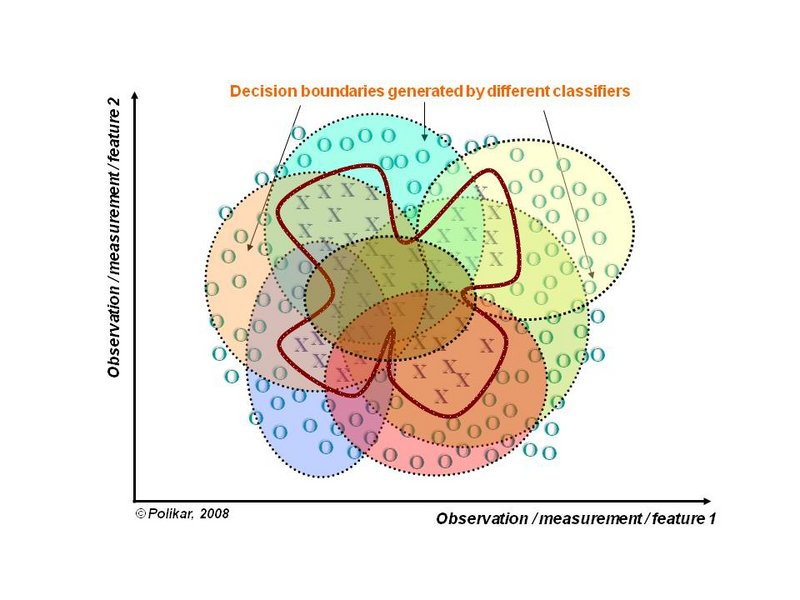 Decision boundaries generated by different classifiers
Observation / measurement / feature 2
© Polikar, 2008
Observation / measurement / feature 1